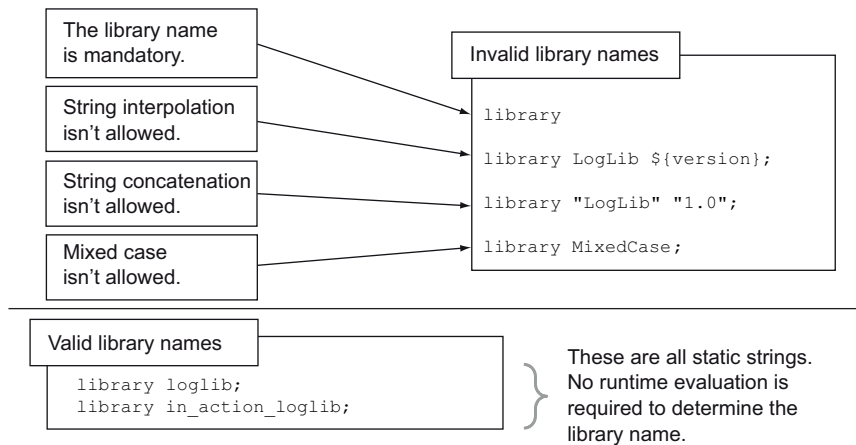 The library name
is mandatory.
String interpolation
isn't allowed.
String concatenation
isn't allowed.
Mixed case
isn't allowed.
Invalid library names
library
library LogLib ${version};
library "LogLib" "1.0";
library MixedCase;
Valid library names
library loglib;
library in_action_loglib;
These are all static strings.
No runtime evaluation is
required to determine the
library name.